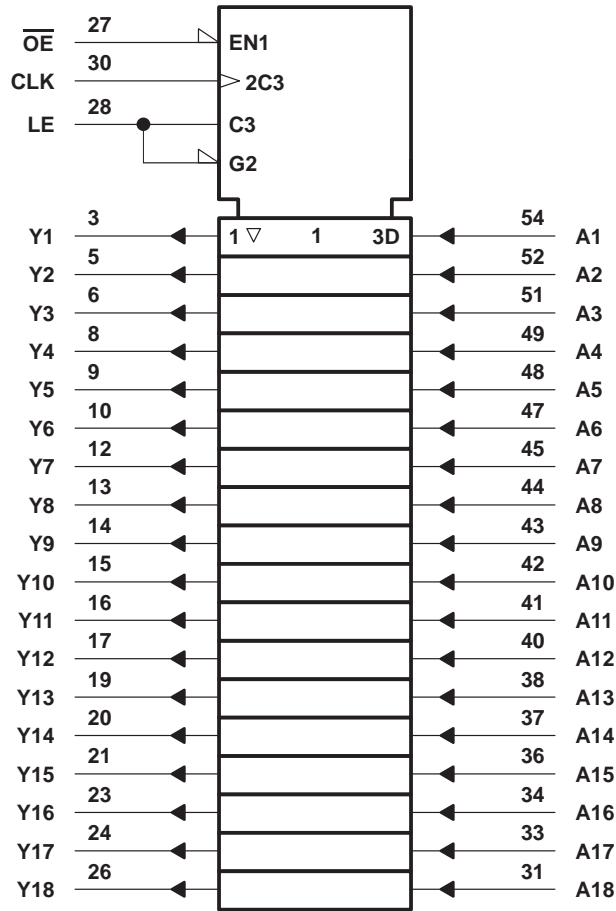 OE 27 EN1
CLK 30 2C3
LE 28 C3
G2
Y1 3 1 ▽ 1 3D 54 A1
Y2 5 52 A2
Y3 6 51 A3
Y4 8 49 A4
Y5 9 48 A5
Y6 10 47 A6
Y7 12 45 A7
Y8 13 44 A8
Y9 14 43 A9
Y10 15 42 A10
Y11 16 41 A11
Y12 17 40 A12
Y13 19 38 A13
Y14 20 37 A14
Y15 21 36 A15
Y16 23 34 A16
Y17 24 33 A17
Y18 26 31 A18